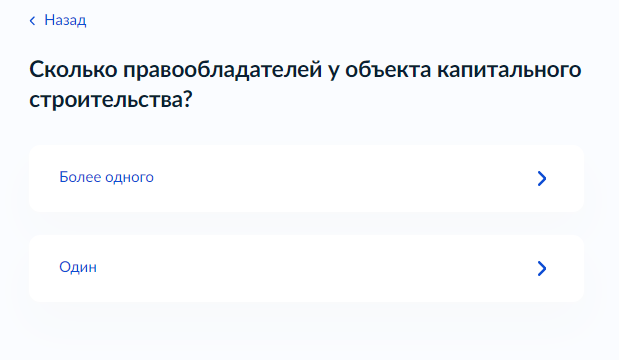 Назад
Сколько правообладателей у объекта капитального
строительства?
Более одного
Один